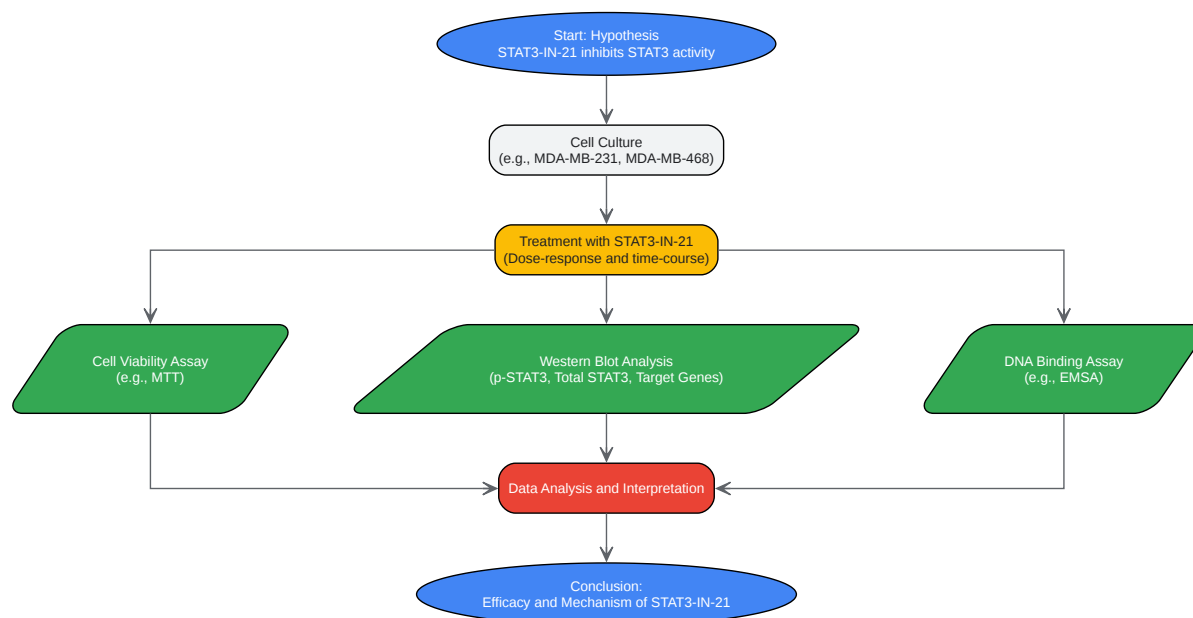 Start: Hypothesis
STAT3-IN-21 inhibits STAT3 activity
Cell Culture
(e.g., MDA-MB-231, MDA-MB-468)
Treatment with STAT3-IN-21
(Dose-response and time-course)
Cell Viability Assay
(e.g., MTT)
Western Blot Analysis
(p-STAT3, Total STAT3, Target Genes)
DNA Binding Assay
(e.g., EMSA)
Data Analysis and Interpretation
Conclusion:
Efficacy and Mechanism of STAT3-IN-21